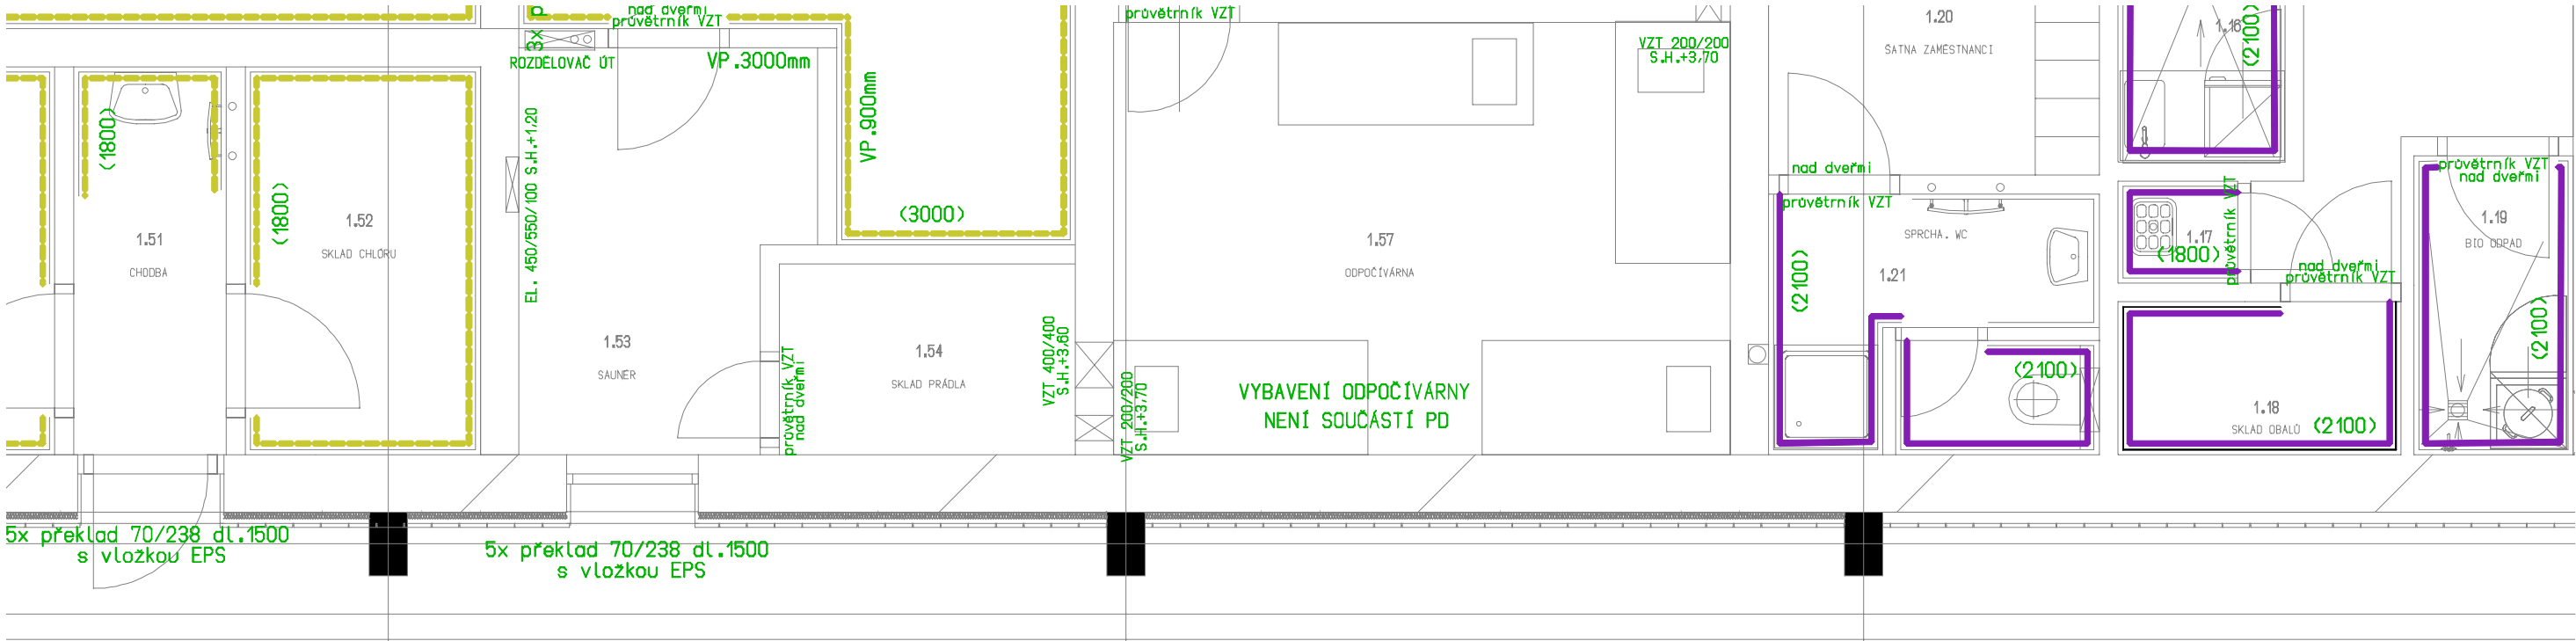 nad dveřmi
průvětrník VZT
3x p
ROZDĚLOVAČ ÚT
VP.3000mm
VP.900mm
průvětrník VZT
VZT 200/200
S.H.+3,70
1.20
ŠATNA ZAMĚSTNANCI
1.16
(2100)
(1800)
1.51
CHODBA
(1800)
1.52
SKLAD CHLÓRU
EL. 450/550/100 S.H.+1,20
(3000)
1.53
SAUNÉR
průvětrník VZT
nad dveřmi
1.54
SKLAD PRÁDLA
VZT 400/400
S.H.+3,60
VZT 200/200
S.H.+3,70
1.57
ODPOČÍVÁRNA
VYBAVENÍ ODPOČÍVÁRNY
NENÍ SOUČÁSTÍ PD
nad dveřmi
průvětrník VZT
(2100)
SPRCHA, WC
1.21
(2100)
1.17
(1800)
průvětrník VZT
nad dveřmi
průvětrník VZT
1.18
SKLAD OBALŮ
(2100)
průvětrník VZT
nad dveřmi
1.19
BIO ODPAD
(2100)
5x překlad 70/238 dl.1500
s vložkou EPS
5x překlad 70/238 dl.1500
s vložkou EPS